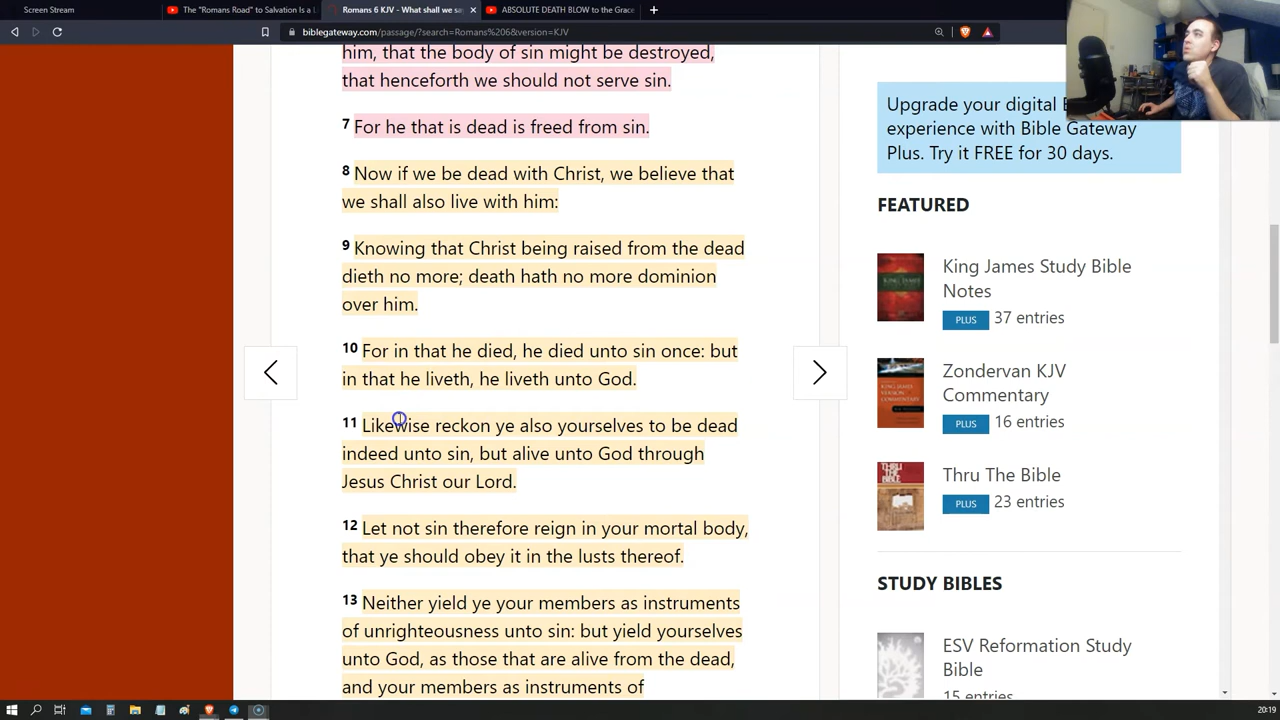 Screen Stream
The "Romans Road" to Salvation Is a l
Romans 6 KJV - What shall we say
ABSOLUTE DEATH BLOW to the Grace
biblegateway.com/passage/?search=Romans%206&version=KJV
him, that the body of sin might be destroyed,
that henceforth we should not serve sin.
7 For he that is dead is freed from sin.
8 Now if we be dead with Christ, we believe that
we shall also live with him:
9 Knowing that Christ being raised from the dead
dieth no more; death hath no more dominion
over him.
10 For in that he died, he died unto sin once: but
in that he liveth, he liveth unto God.
11 Likewise reckon ye also yourselves to be dead
indeed unto sin, but alive unto God through
Jesus Christ our Lord.
12 Let not sin therefore reign in your mortal body,
that ye should obey it in the lusts thereof.
13 Neither yield ye your members as instruments
of unrighteousness unto sin: but yield yourselves
unto God, as those that are alive from the dead,
and your members as instruments of
Upgrade your digital
experience with Bible Gateway
Plus. Try it FREE for 30 days.
FEATURED
King James Study Bible
Notes
PLUS 37 entries
Zondervan KJV
Commentary
PLUS 16 entries
Thru The Bible
PLUS 23 entries
STUDY BIBLES
ESV Reformation Study
Bible
15 entries
20:19